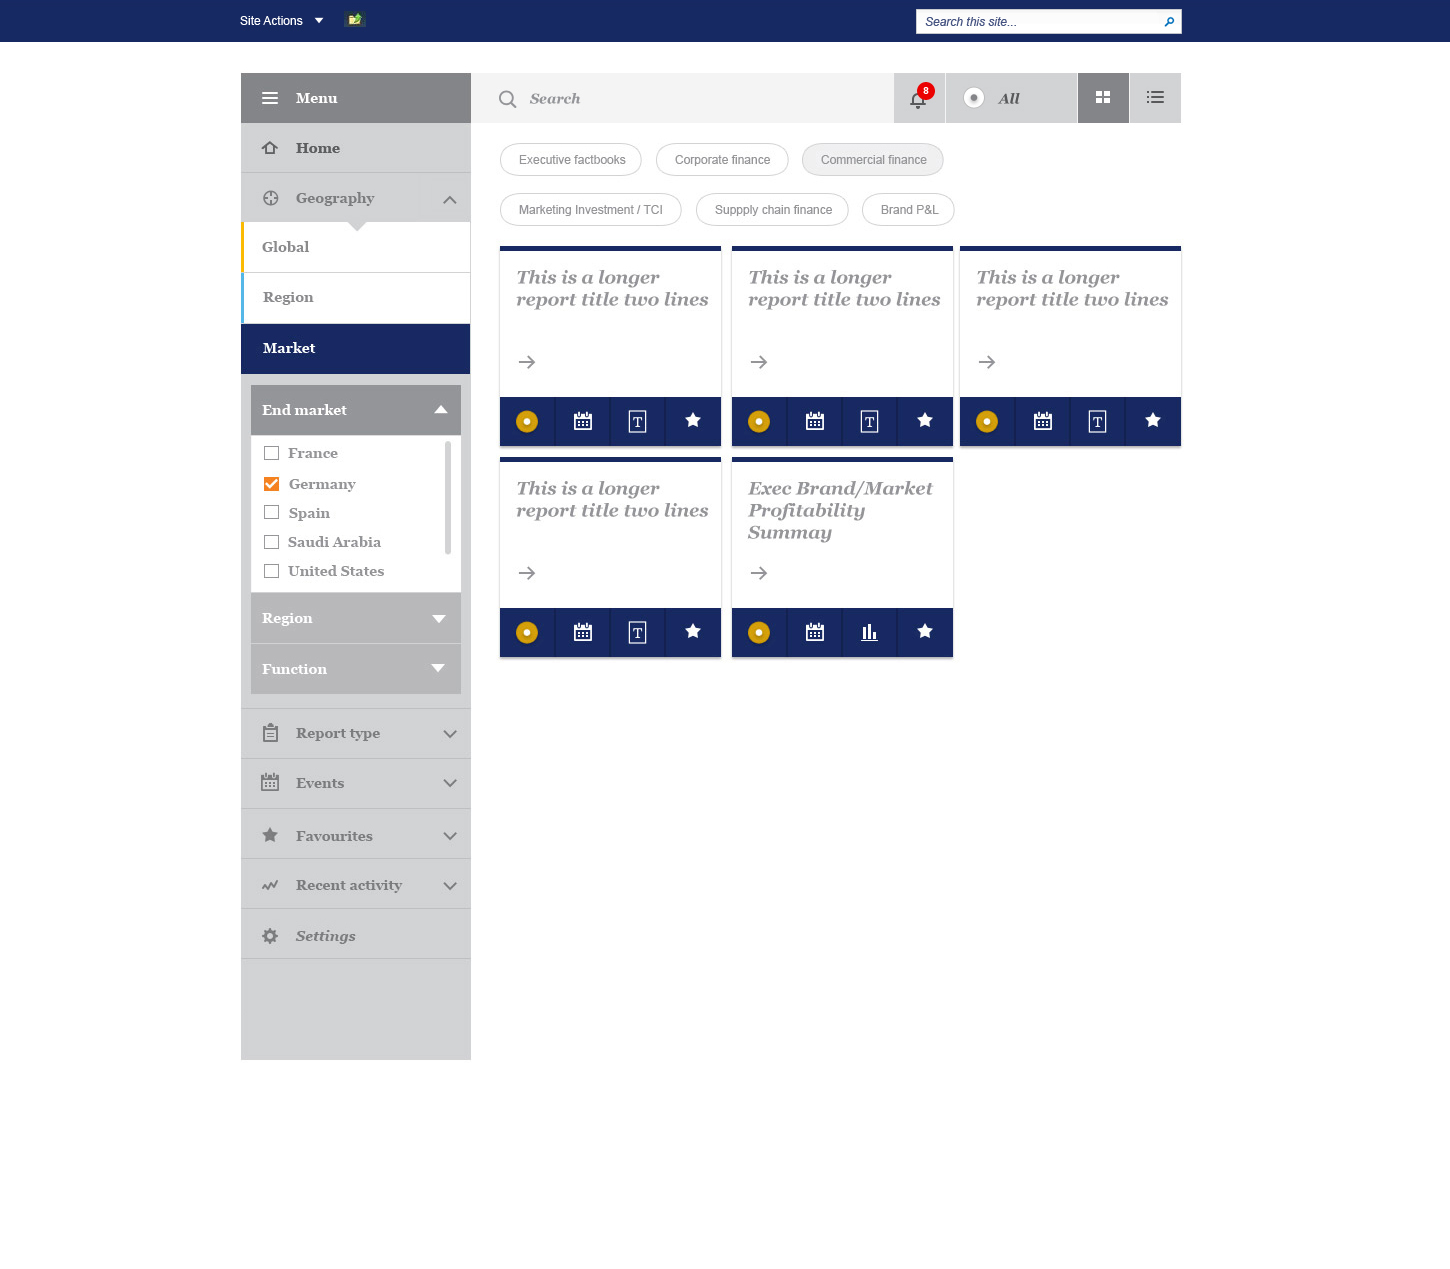 Site Actions
Search this site...
Menu
Search
8
All
Home
Geography
Global
Region
Market
End market
France
Germany
Spain
Saudi Arabia
United States
Region
Function
Report type
Events
Favourites
Recent activity
Settings
Executive factbooks
Corporate finance
Commercial finance
Marketing Investment / TCI
Suppply chain finance
Brand P&L
This is a longer
report title two lines
T
This is a longer
report title two lines
T
This is a longer
report title two lines
T
This is a longer
report title two lines
T
Exec Brand/Market
Profitability
Summay